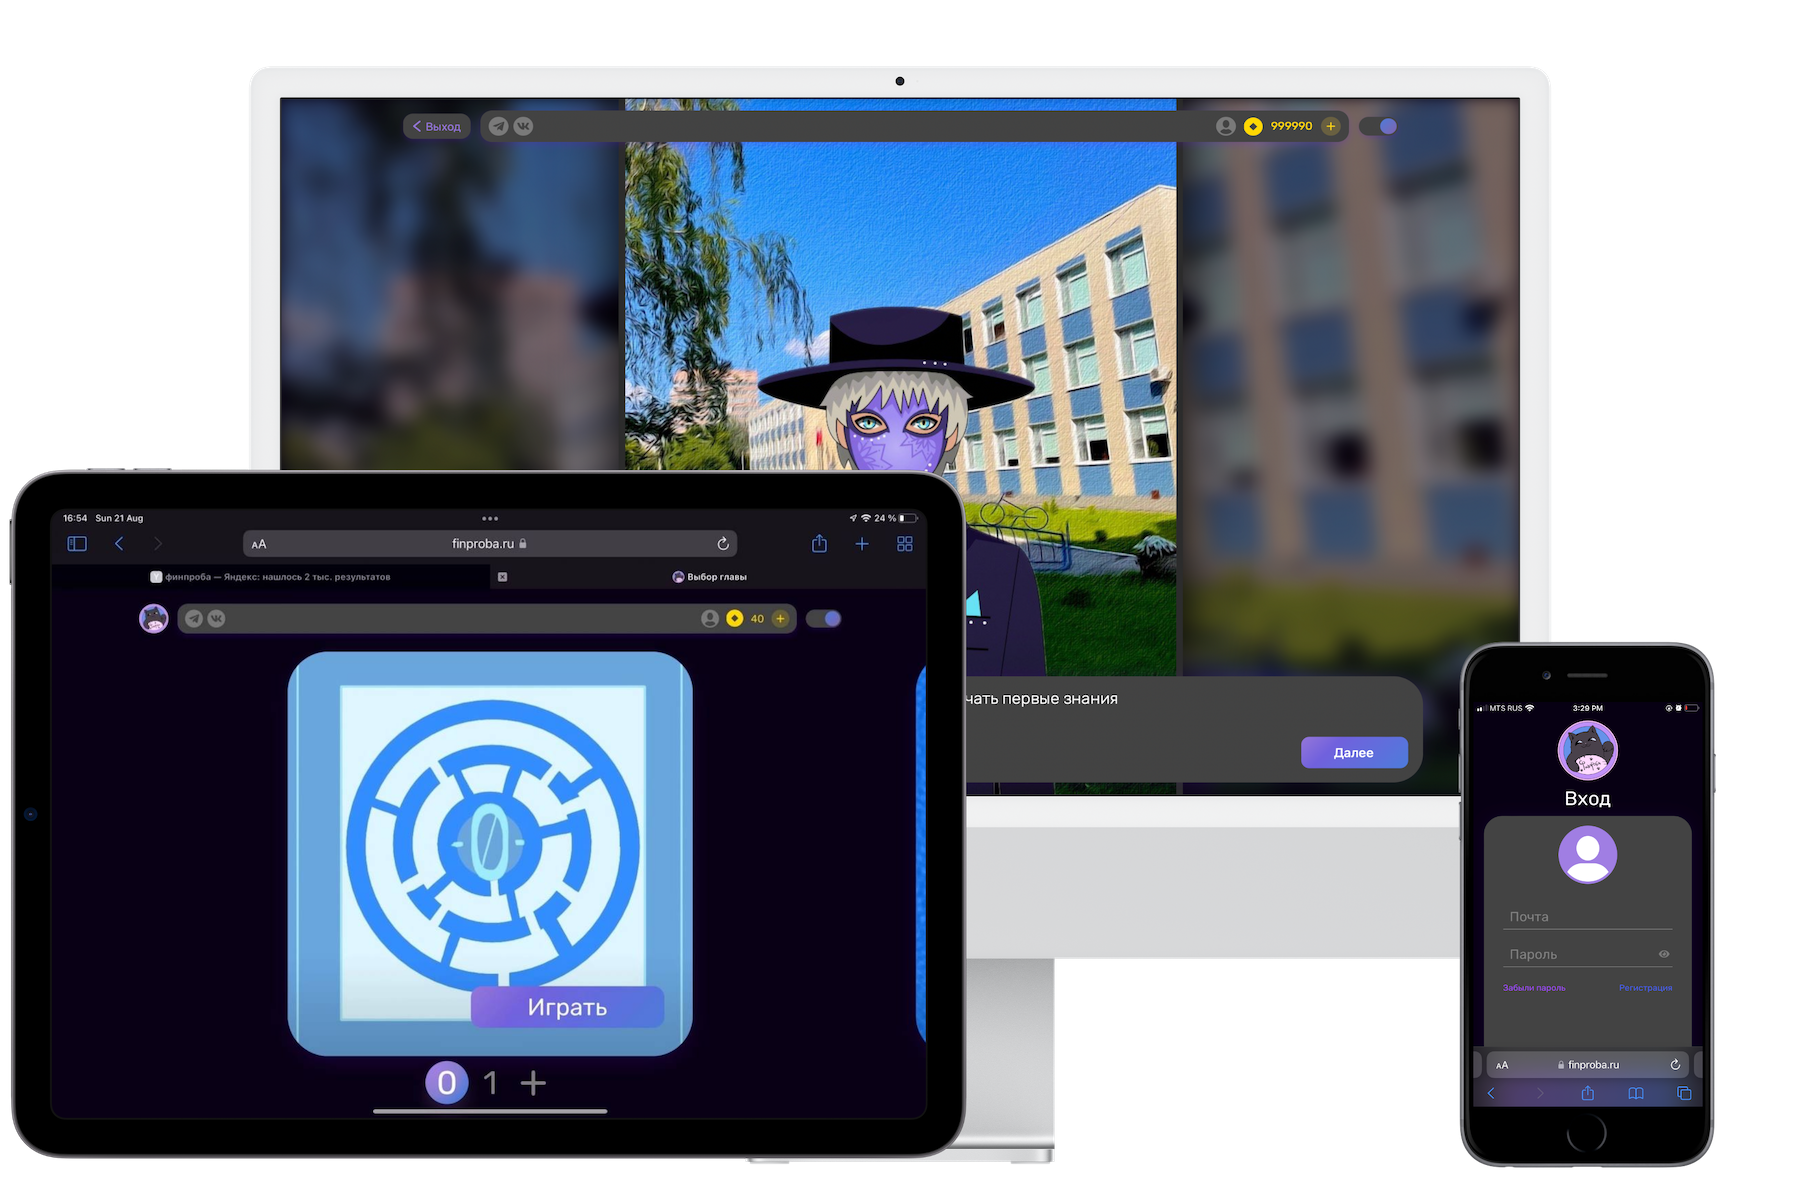 Выход
999990
+
чать первые знания
Далее
16:54 Sun 21 Aug
24 %
AA
finproba.ru
финпроба — Яндекс: нашлось 2 тыс. результатов
Выбор главы
40 +
0
Играть
0 1 +
MTS RUS
3:29 PM
Вход
Почта
Пароль
Забыли пароль
Регистрация
AA
finproba.ru